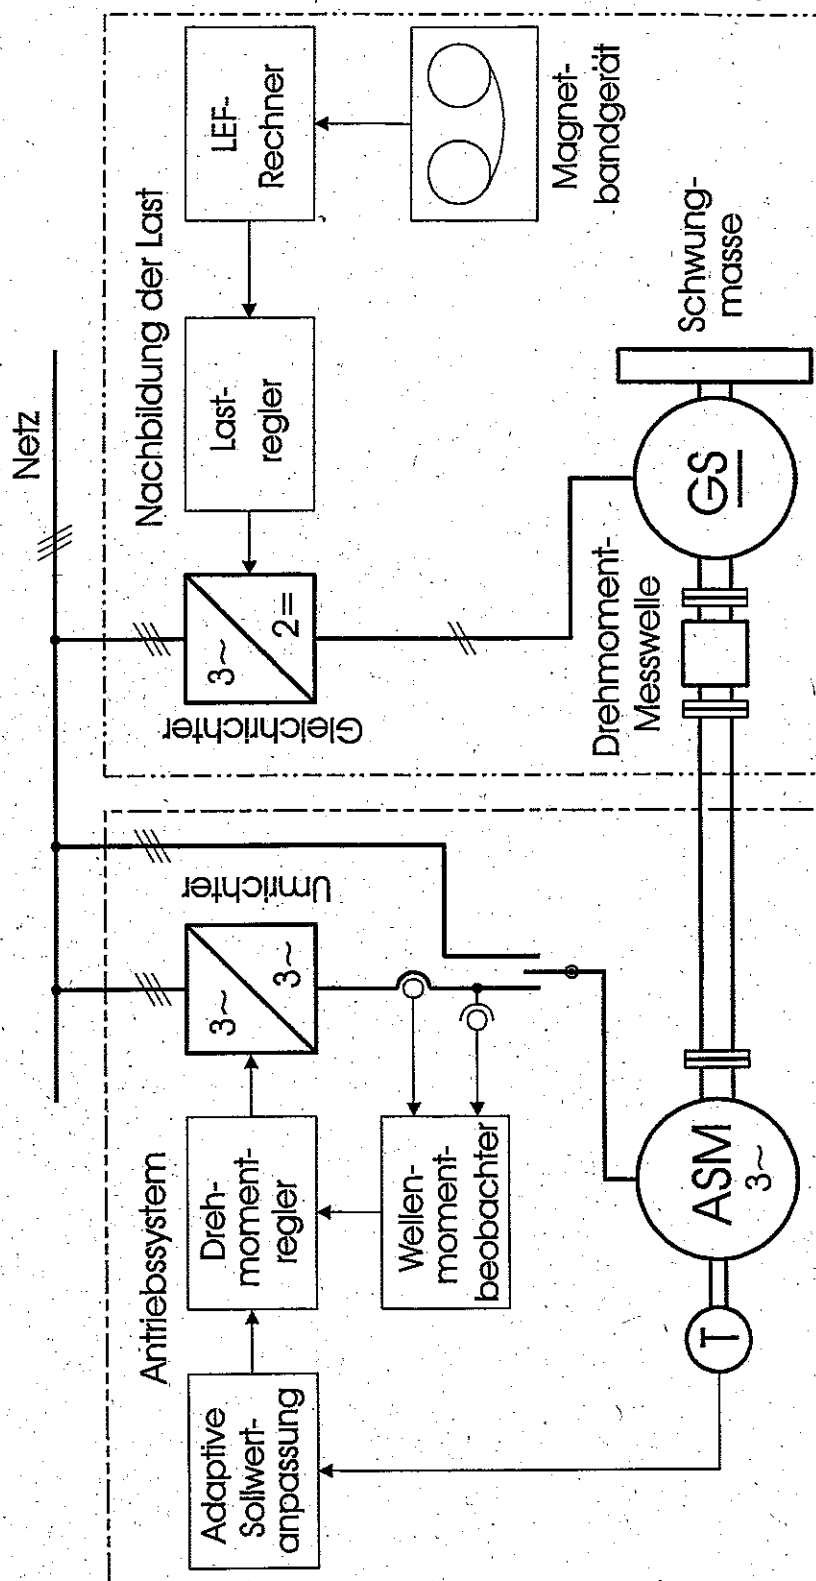 Netz
Antriebssystem
Nachbildung der Last
Adaptive
Sollwert-
anpassung
Dreh-
moment-
regler
3~
3~
Umrichter
3~
2=
Gleichrichter
Last-
regler
LEF-
Rechner
Wellen-
moment-
beobachter
Magnet-
bandgerät
Drehmoment-
Messwelle
Schwung-
masse
T
ASM
3~
GS